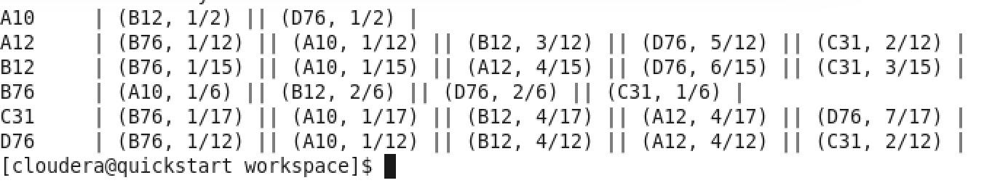 A10 | (B12, 1/2) || (D76, 1/2) |
A12 | (B76, 1/12) || (A10, 1/12) || (B12, 3/12) || (D76, 5/12) || (C31, 2/12) |
B12 | (B76, 1/15) || (A10, 1/15) || (A12, 4/15) || (D76, 6/15) || (C31, 3/15) |
B76 | (A10, 1/6) || (B12, 2/6) || (D76, 2/6) || (C31, 1/6) |
C31 | (B76, 1/17) || (A10, 1/17) || (B12, 4/17) || (A12, 4/17) || (D76, 7/17) |
D76 | (B76, 1/12) || (A10, 1/12) || (B12, 4/12) || (A12, 4/12) || (C31, 2/12) |
[cloudera@quickstart workspace]$